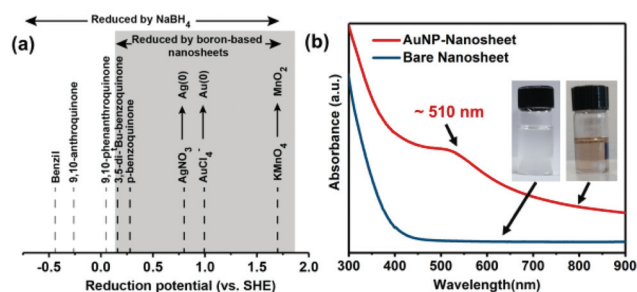 Reduced by NaBH4
(a)
Reduced by boron-based
nanosheets
Benzil
9,10-anthroquinone
9,10-phenanthroquinone
3,5-di-tBu-benzoquinone
p-benzoquinone
AgNO3
Ag(0)
AuCl4-
Au(0)
KMnO4
MnO2
-0.5
0.0
0.5
1.0
1.5
2.0
Reduction potential (vs. SHE)
(b)
AuNP-Nanosheet
Bare Nanosheet
~ 510 nm
Absorbance (a.u.)
300
400
500
600
700
800
900
Wavelength(nm)